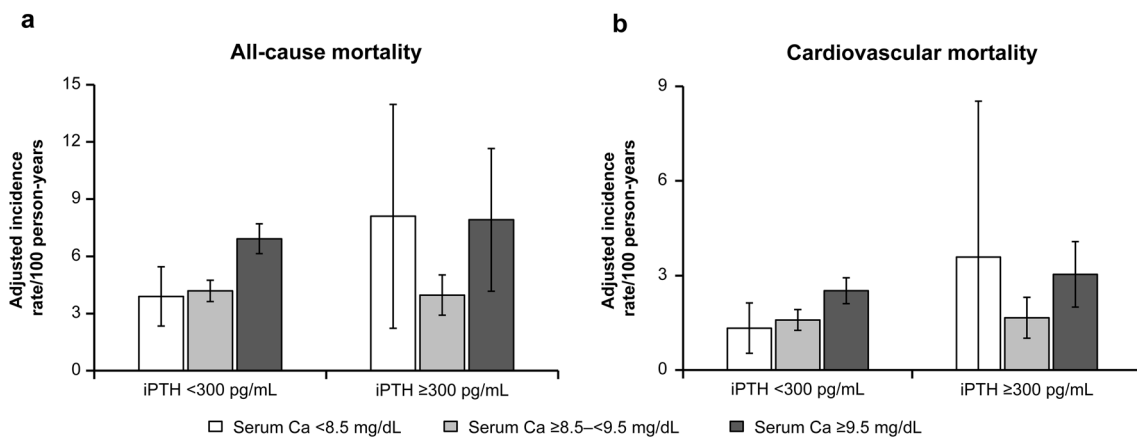 a
All-cause mortality
Adjusted incidence
rate/100 person-years
15
12
9
6
3
0
iPTH <300 pg/mL
iPTH ≥300 pg/mL
b
Cardiovascular mortality
Adjusted incidence
rate/100 person-years
9
6
3
0
iPTH <300 pg/mL
iPTH ≥300 pg/mL
Serum Ca <8.5 mg/dL
Serum Ca ≥8.5–<9.5 mg/dL
Serum Ca ≥9.5 mg/dL